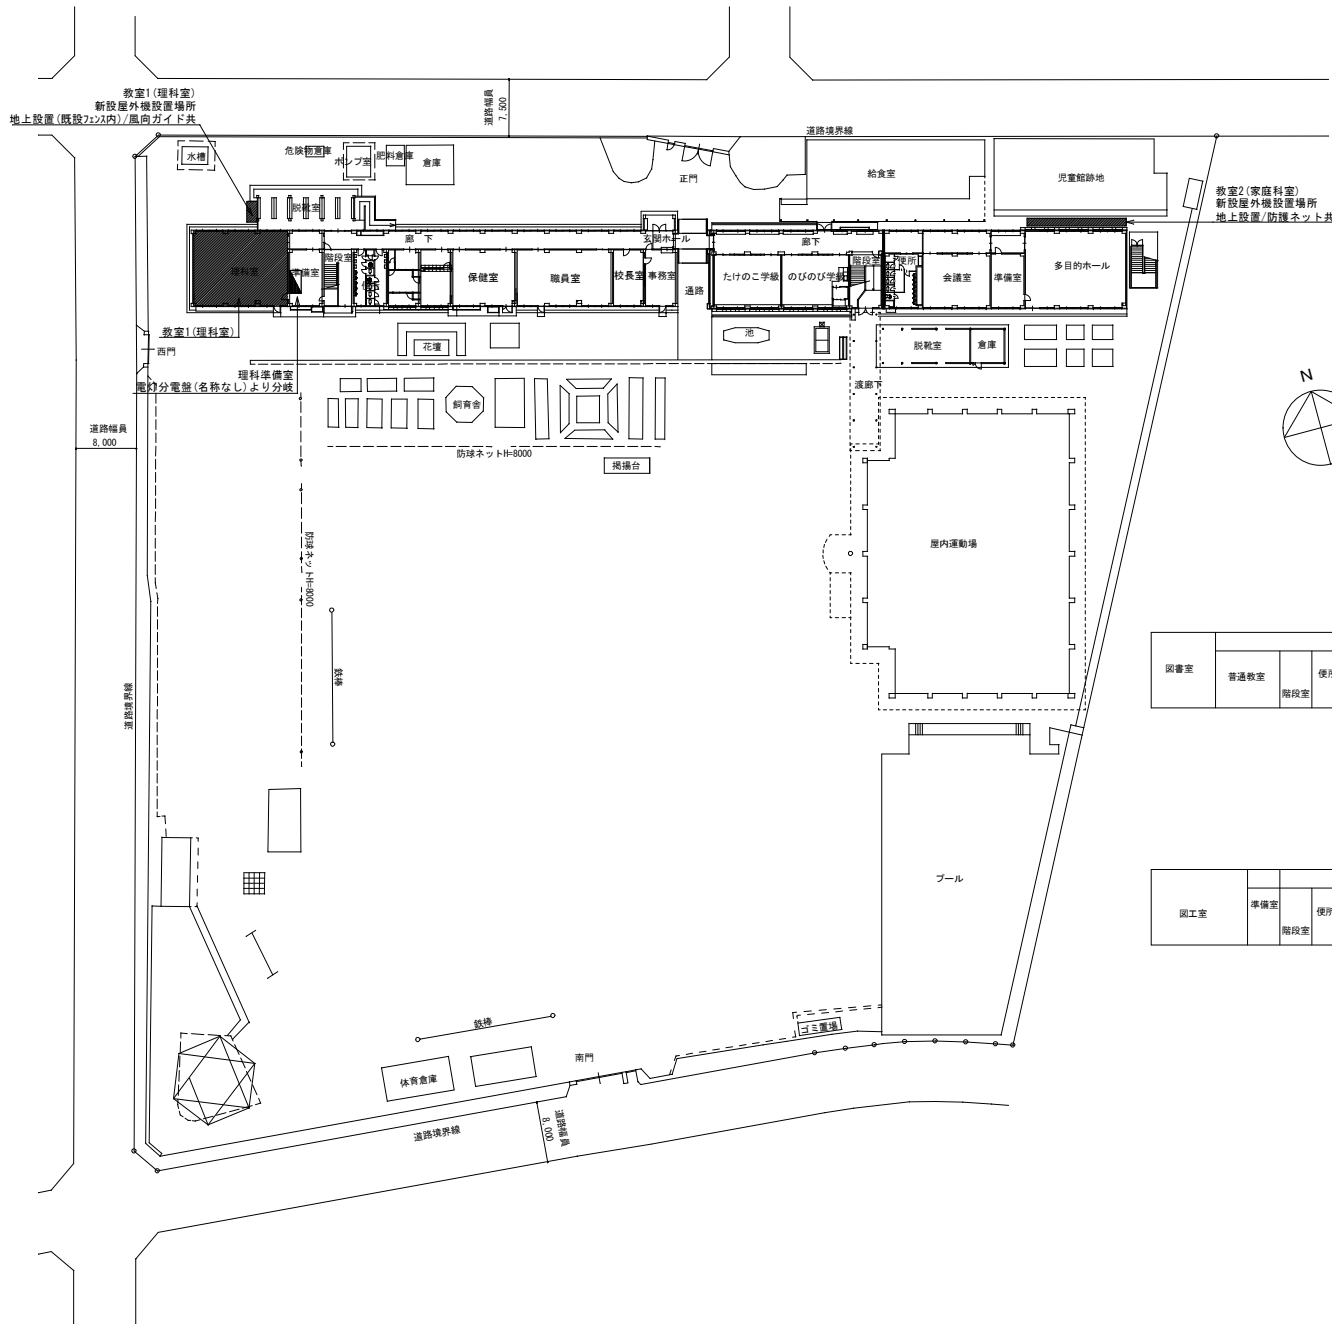 教室1(理科室)
新設屋外機設置場所
地上設置(既設フェンス内)/風向ガイド共
道路幅員
7,500
道路境界線
水槽
危険物倉庫
ポンプ室
肥料倉庫
倉庫
正門
給食室
児童館跡地
教室2(家庭科室)
新設屋外機設置場所
地上設置/防護ネット共
脱靴室
廊 下
玄関ホール
廊下
理科室
準備室
階段室
保健室
職員室
校長室
事務室
通路
たけのこ学級
のびのび学級
階段室
便所
会議室
準備室
多目的ホール
教室1(理科室)
西門
花壇
池
脱靴室
倉庫
理科準備室
電灯分電盤(名称なし)より分岐
渡廊下
N
飼育舎
道路幅員
8,000
防球ネットH=8000
掲揚台
防球ネットH=8000
屋内運動場
鉄棒
道路境界線
図書室
普通教室
階段室
便所
プール
図工室
準備室
階段室
便所
鉄棒
ゴミ置場
南門
体育倉庫
道路幅員
8,000
道路境界線